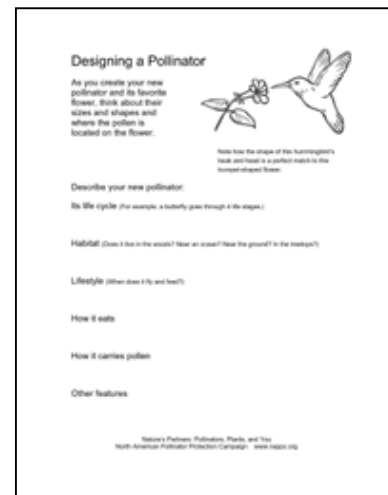 Designing a Pollinator
As you create your new
pollinator and its favorite
flower, think about their
sizes and shapes and
where the pollen is
located on the flower.
Note how the shape of this hummingbird's
beak and head is a perfect match to this
trumpet-shaped flower.
Describe your new pollinator:
Its life cycle (For example, a butterfly goes through 4 life stages.)
Habitat (Does it live in the woods? Near an ocean? Near the ground? In the treetops?)
Lifestyle (When does it fly and feed?)
How it eats
How it carries pollen
Other features
Nature's Partners: Pollinators, Plants, and You
North American Pollinator Protection Campaign www.nappc.org